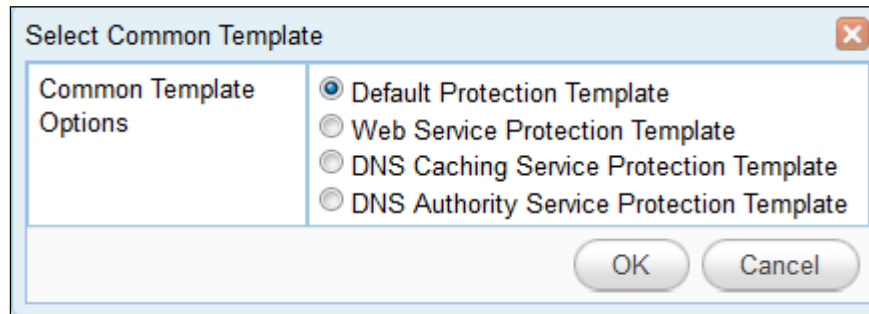 Select Common Template
Common Template
Options
Default Protection Template
Web Service Protection Template
DNS Caching Service Protection Template
DNS Authority Service Protection Template
OK
Cancel